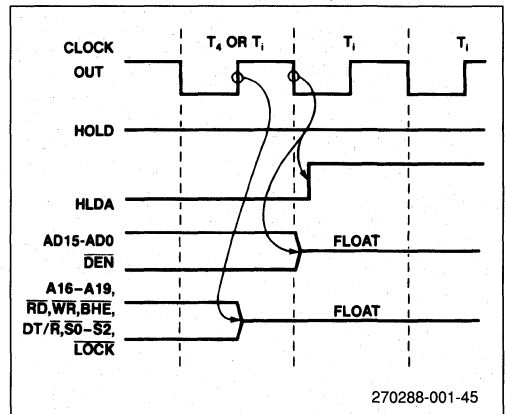 CLOCK OUT
T4 OR Ti
Ti
Ti
HOLD
HLDA
AD15-AD0
DEN
FLOAT
A16-A19,
RD,WR,BHE,
DT/R,S0-S2,
LOCK
FLOAT
270288-001-45